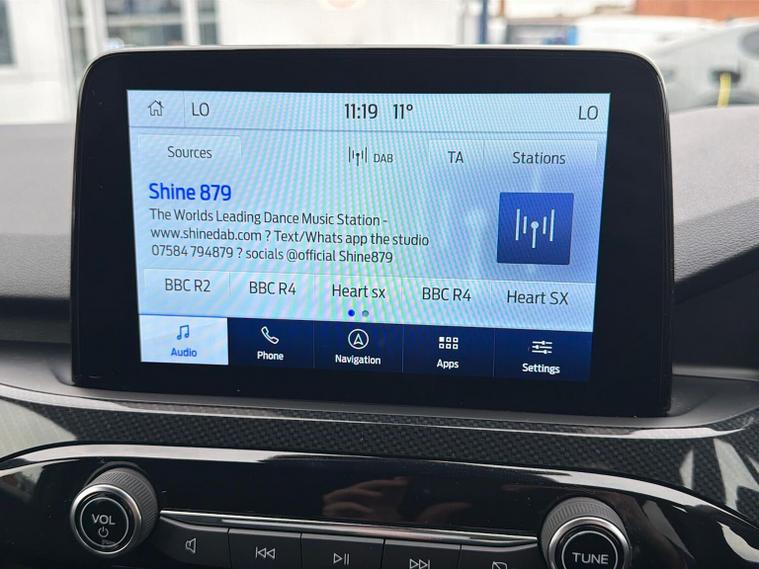 LO 11:19 11° LO
Sources DAB TA Stations
Shine 879
The Worlds Leading Dance Music Station -
www.shinedab.com ? Text/Whats app the studio
07584 794879 ? socials @official Shine879
BBC R2 BBC R4 Heart sx BBC R4 Heart SX
Audio Phone Navigation Apps Settings
VOL
TUNE